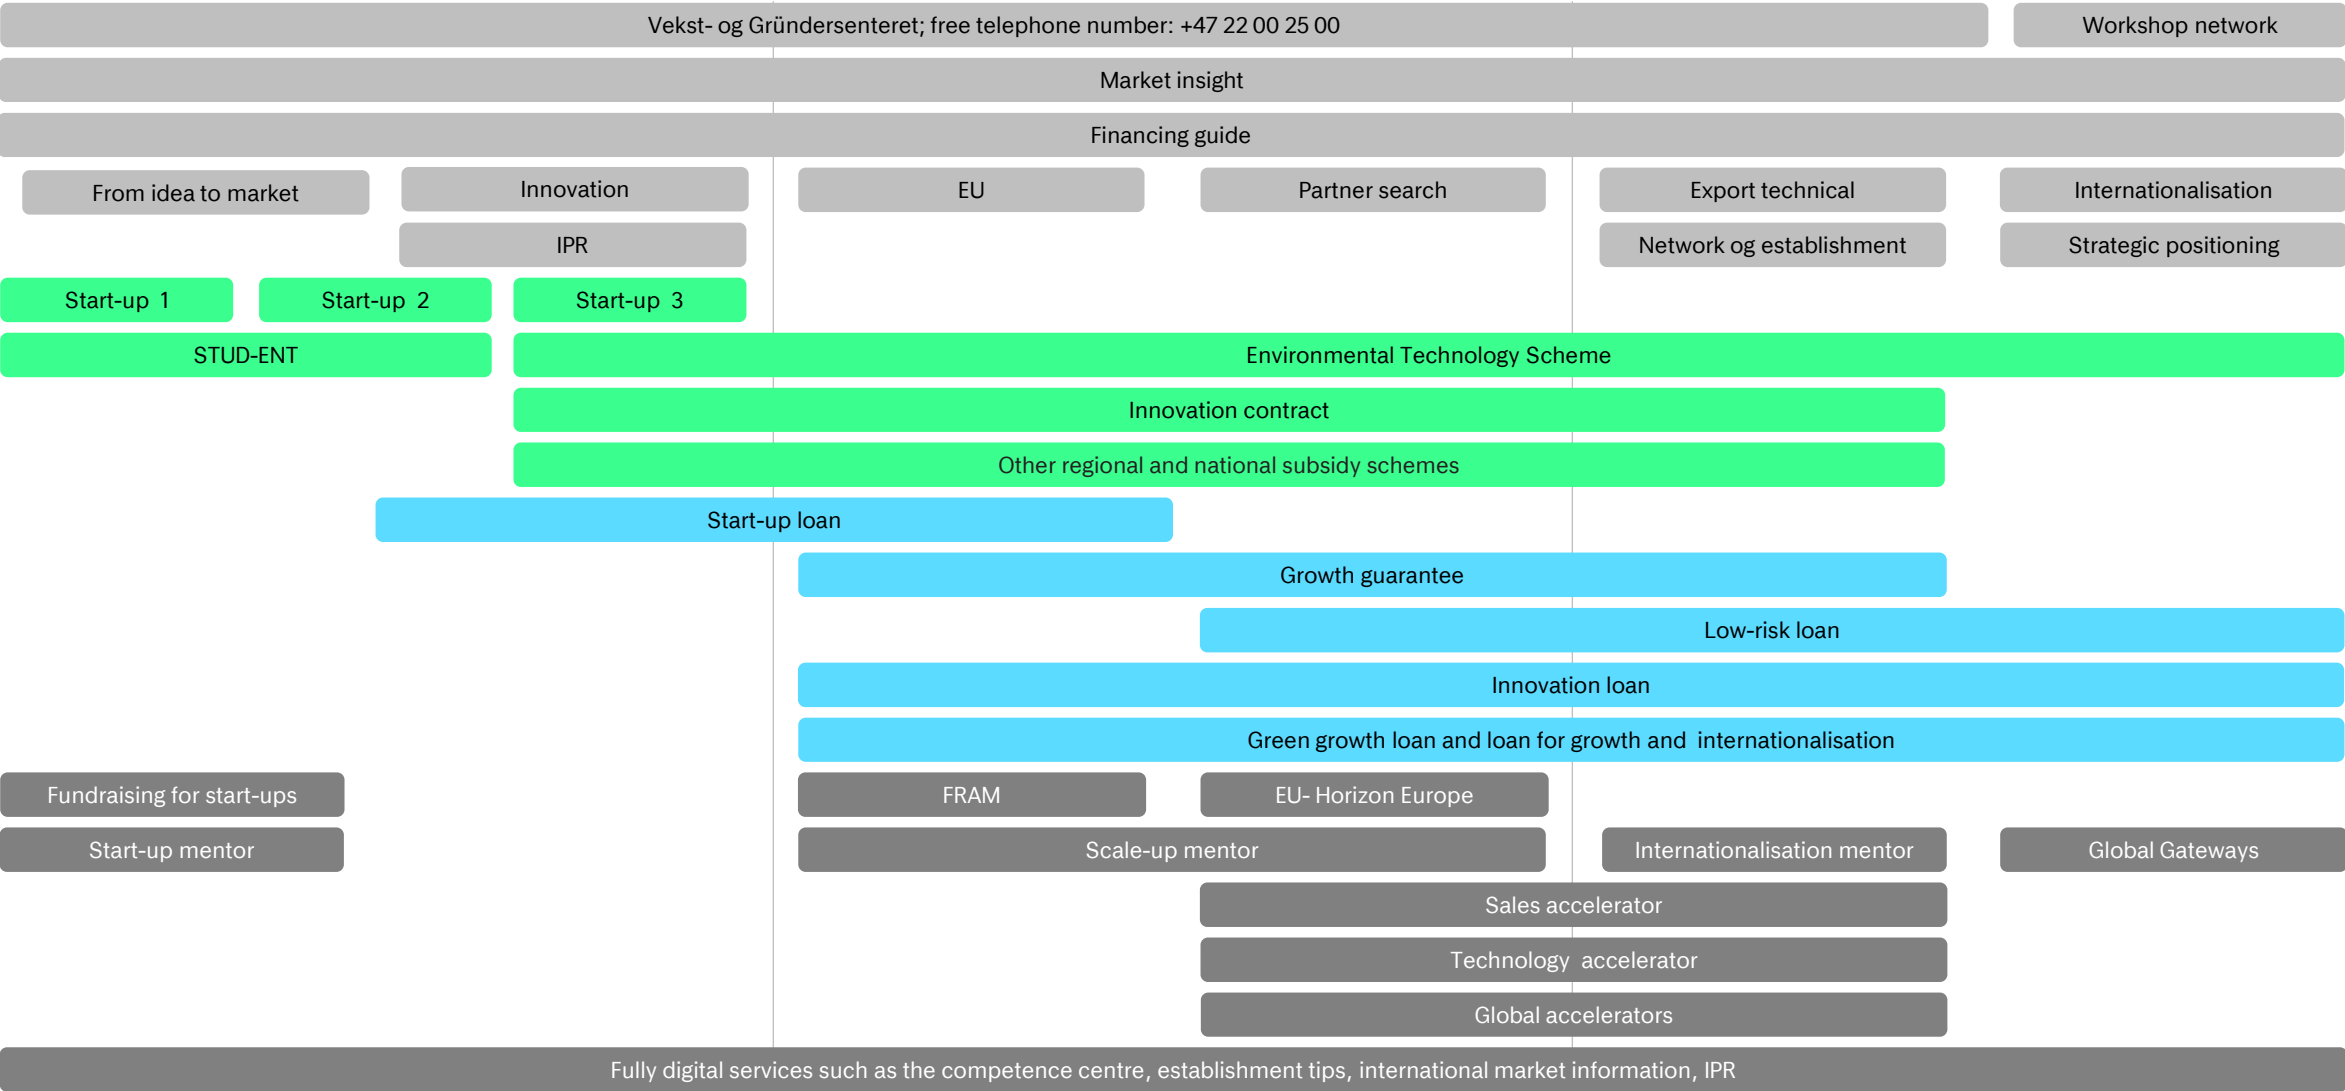 Vekst- og Gründersenteret; free telephone number: +47 22 00 25 00
Workshop network
Market insight
Financing guide
From idea to market
Innovation
EU
Partner search
Export technical
Internationalisation
IPR
Network og establishment
Strategic positioning
Start-up 1
Start-up 2
Start-up 3
STUD-ENT
Environmental Technology Scheme
Innovation contract
Other regional and national subsidy schemes
Start-up loan
Growth guarantee
Low-risk loan
Innovation loan
Green growth loan and loan for growth and internationalisation
Fundraising for start-ups
FRAM
EU- Horizon Europe
Start-up mentor
Scale-up mentor
Internationalisation mentor
Global Gateways
Sales accelerator
Technology accelerator
Global accelerators
Fully digital services such as the competence centre, establishment tips, international market information, IPR